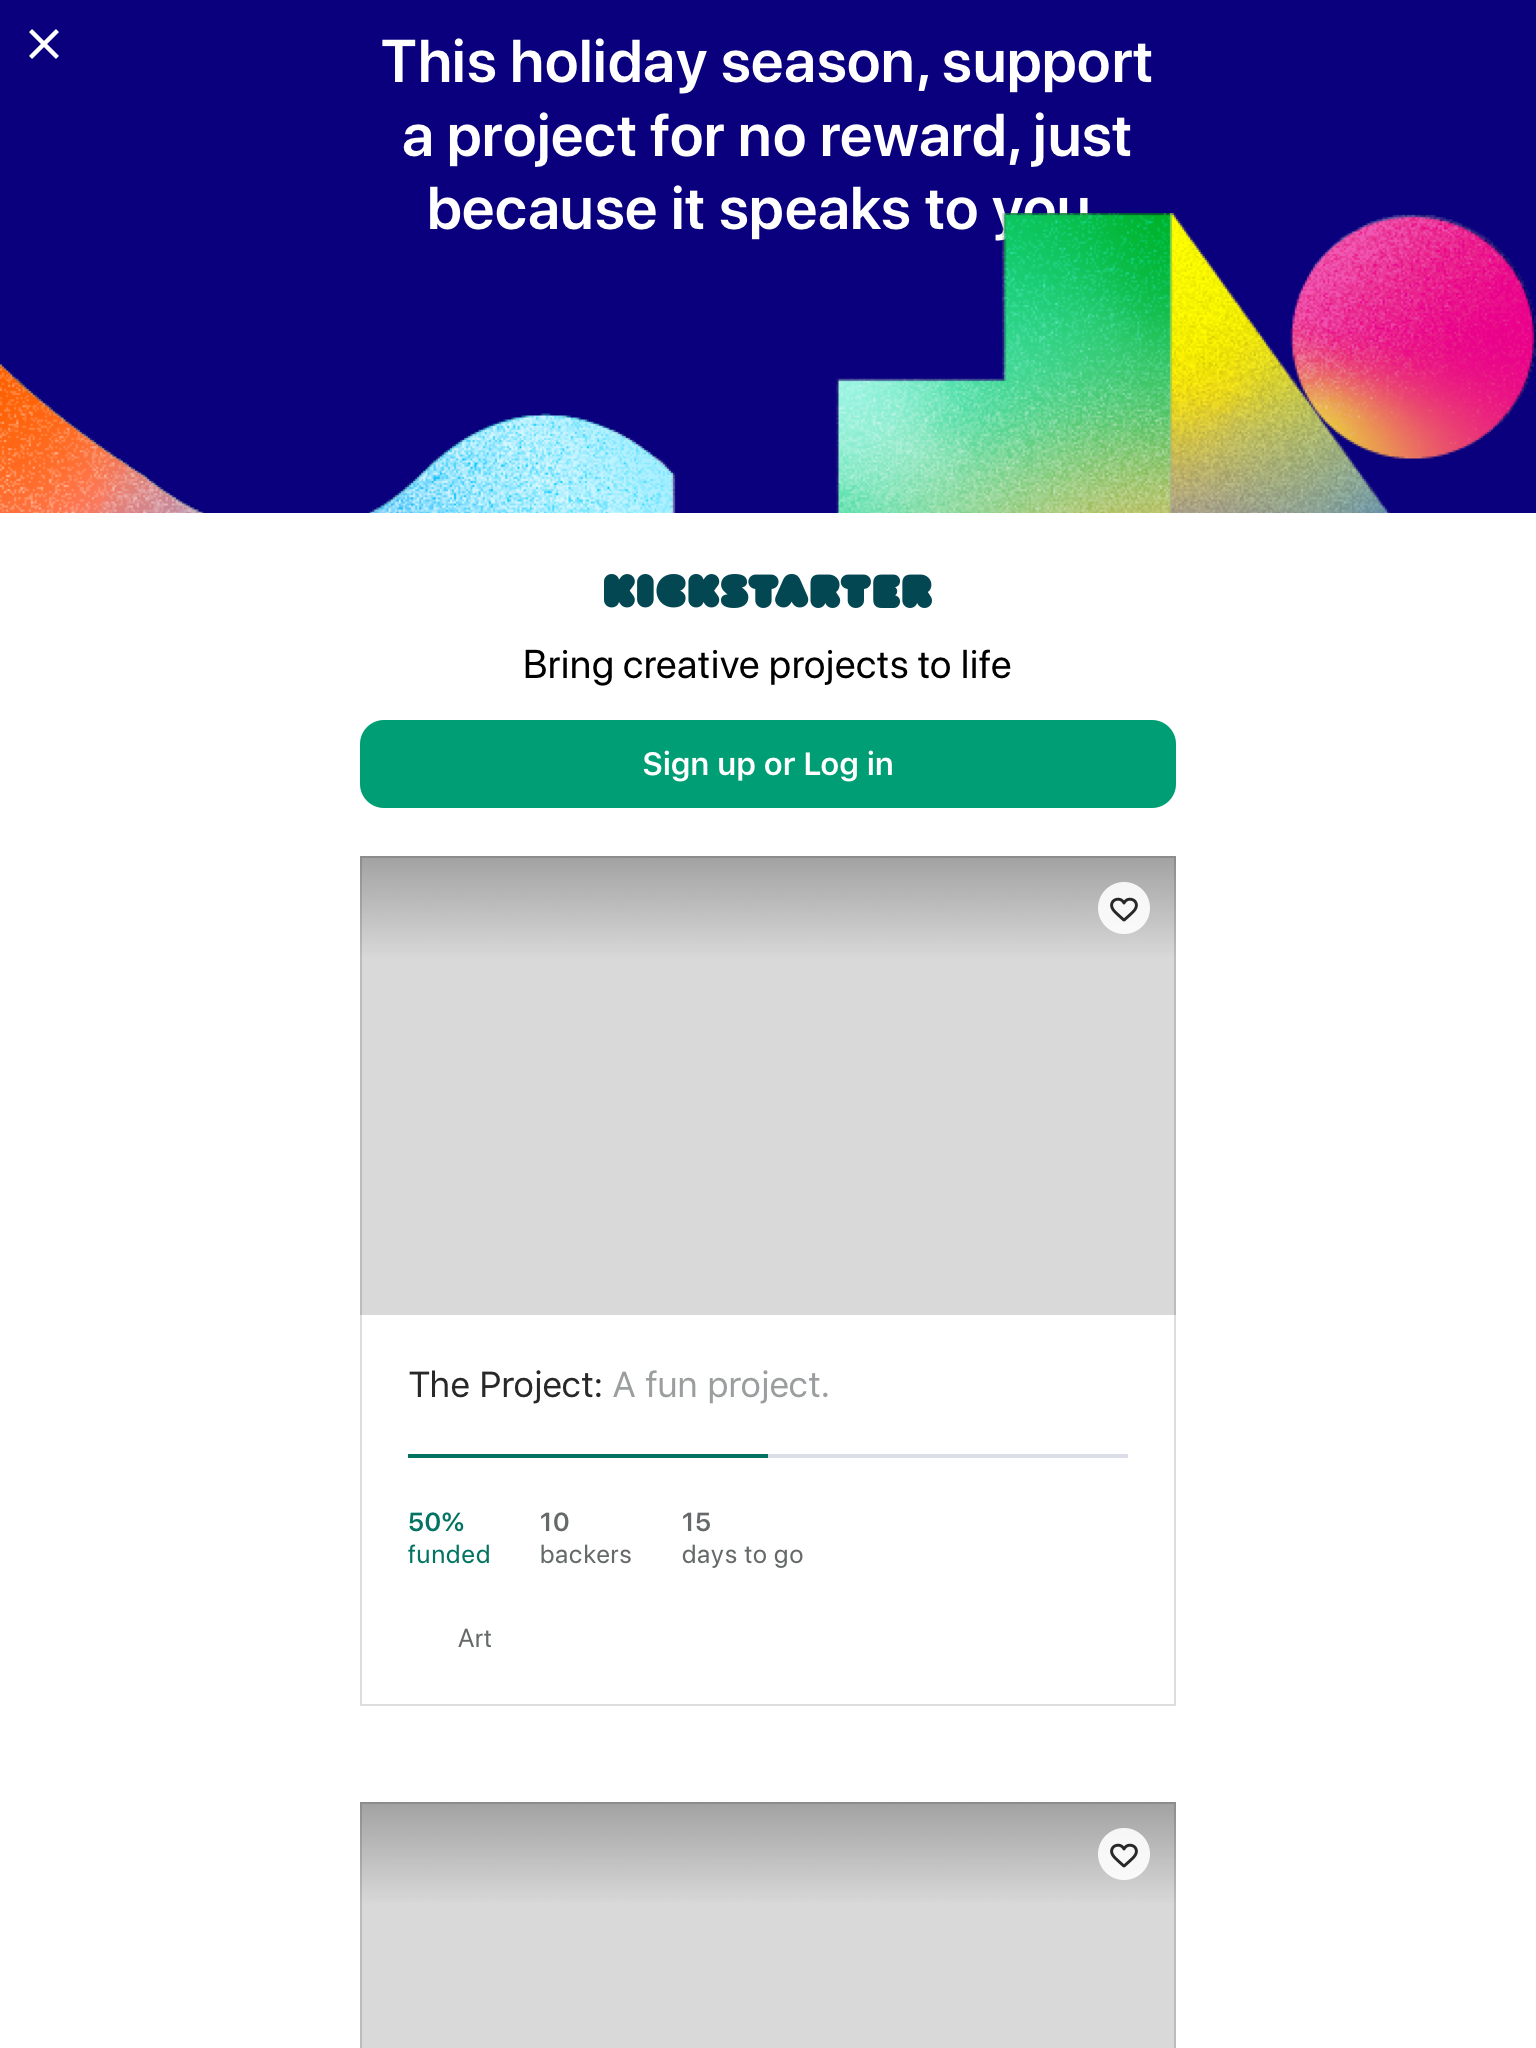 This holiday season, support
a project for no reward, just
because it speaks to you
KICKSTARTER
Bring creative projects to life
Sign up or Log in
The Project: A fun project.
50%
funded
10
backers
15
days to go
Art